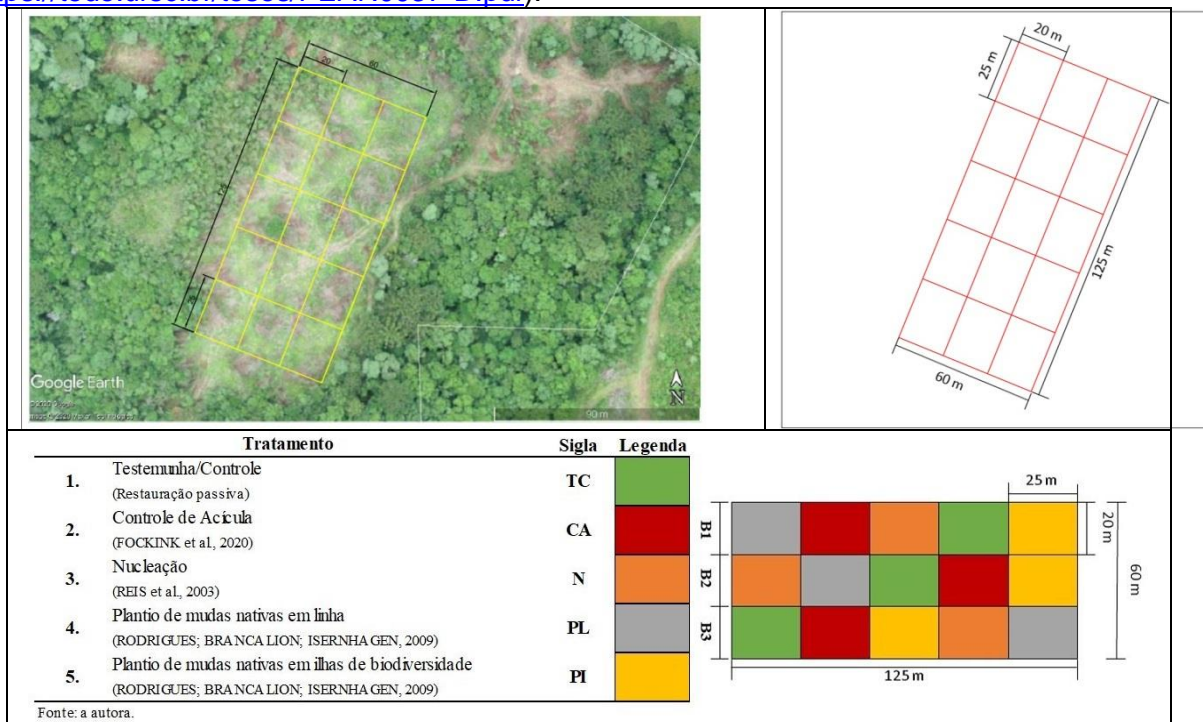 20
60
125
25
Google Earth
90 m
N
20 m
25 m
125 m
60 m
Tratamento Sigla Legenda
1. Testemunha/Controle TC
(Restauração passiva)
2. Controle de Acícula CA
(FOCKINK et al, 2020)
3. Nucleação N
(REIS et al, 2003)
4. Plantio de mudas nativas em linha PL
(RODRIGUES; BRANCALION; ISERNHAGEN, 2009)
5. Plantio de mudas nativas em ilhas de biodiversidade PI
(RODRIGUES; BRANCALION; ISERNHAGEN, 2009)
Fonte: a autora.
25 m
B1
20 m
B2
60 m
B3
125 m